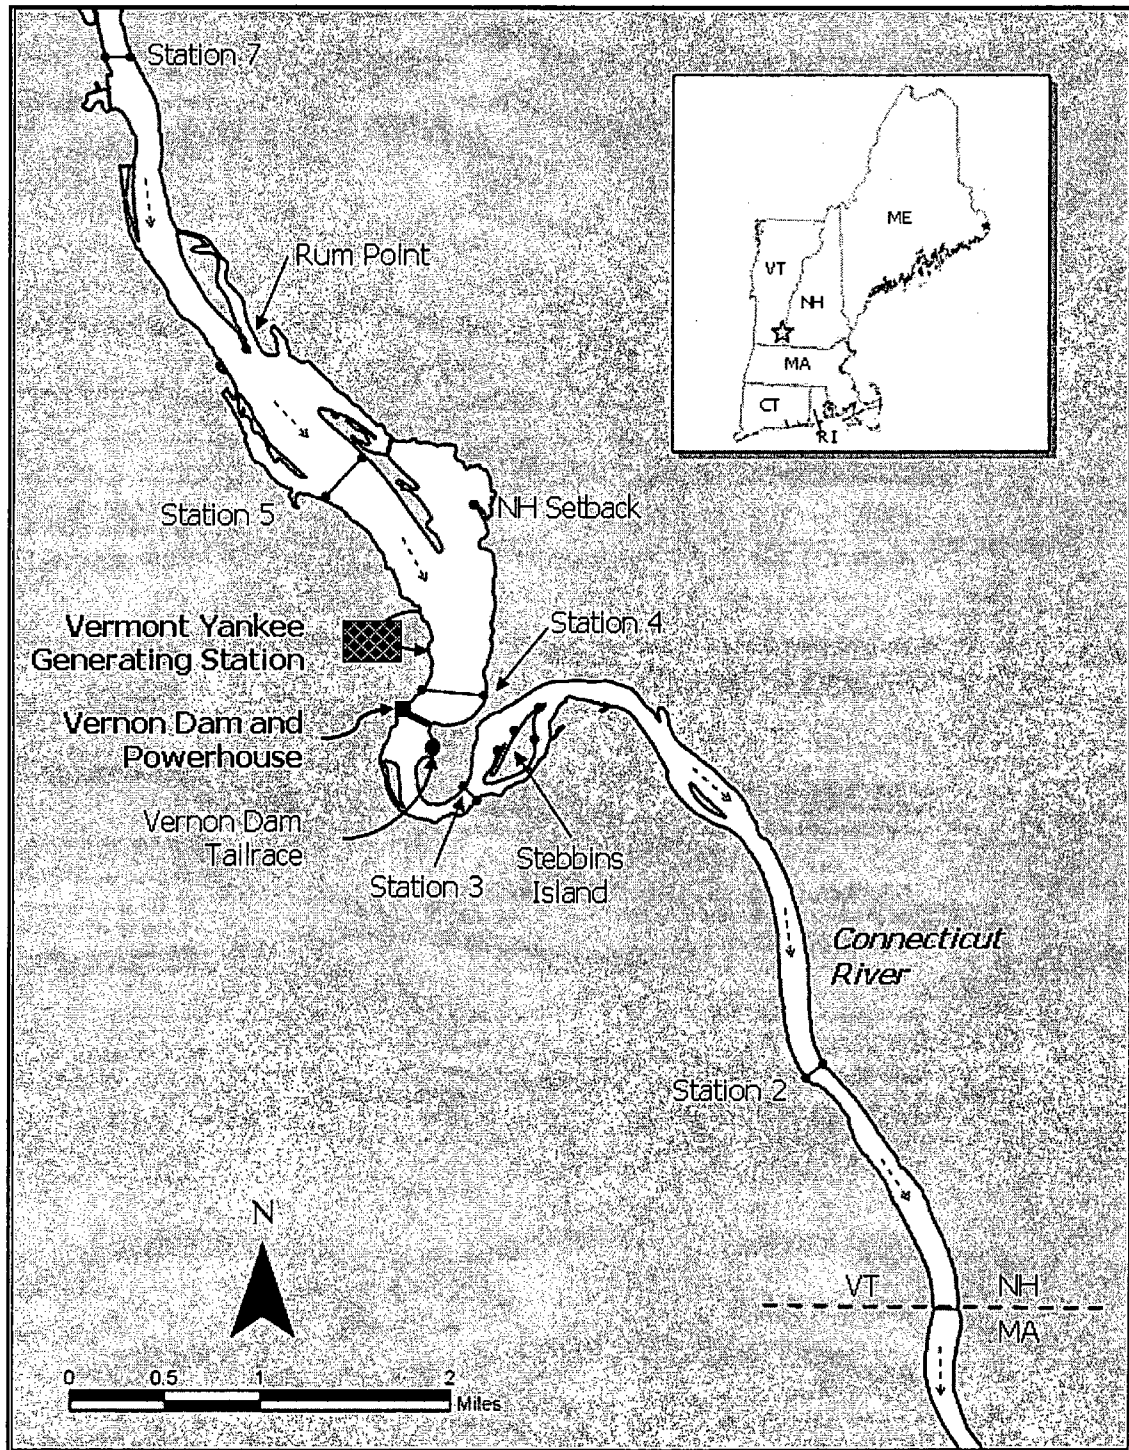 Station 7
ME
Rum Point
VT
NH
MA
CT
RI
Station 5
NH Setback
Vermont Yankee
Generating Station
Station 4
Vernon Dam and
Powerhouse
Vernon Dam
Tailrace
Station 3
Stebbins
Island
Connecticut
River
Station 2
N
VT
NH
MA
0
0.5
1
2
Miles